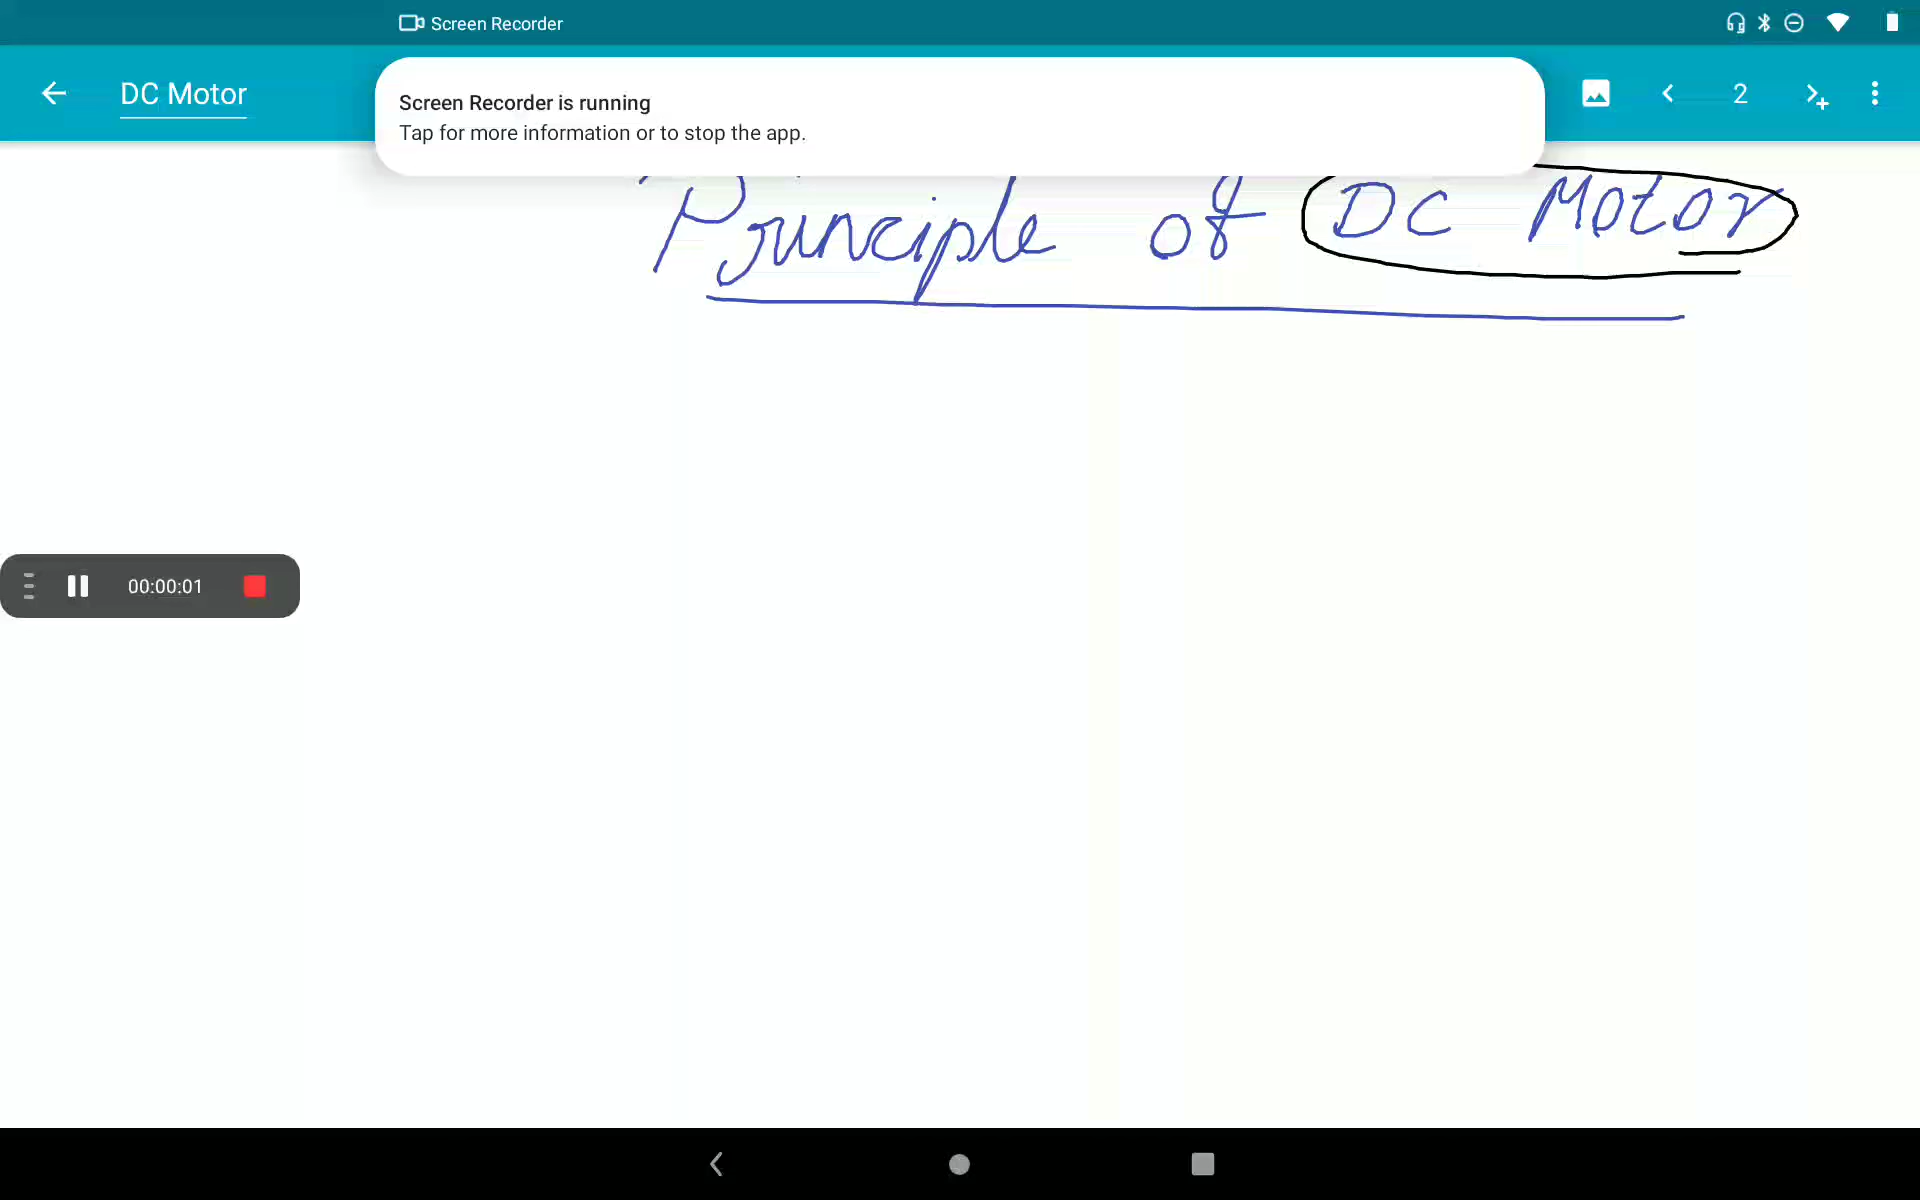 Screen Recorder
DC Motor
Screen Recorder is running
Tap for more information or to stop the app.
2
Principle of DC Motor
00:00:01